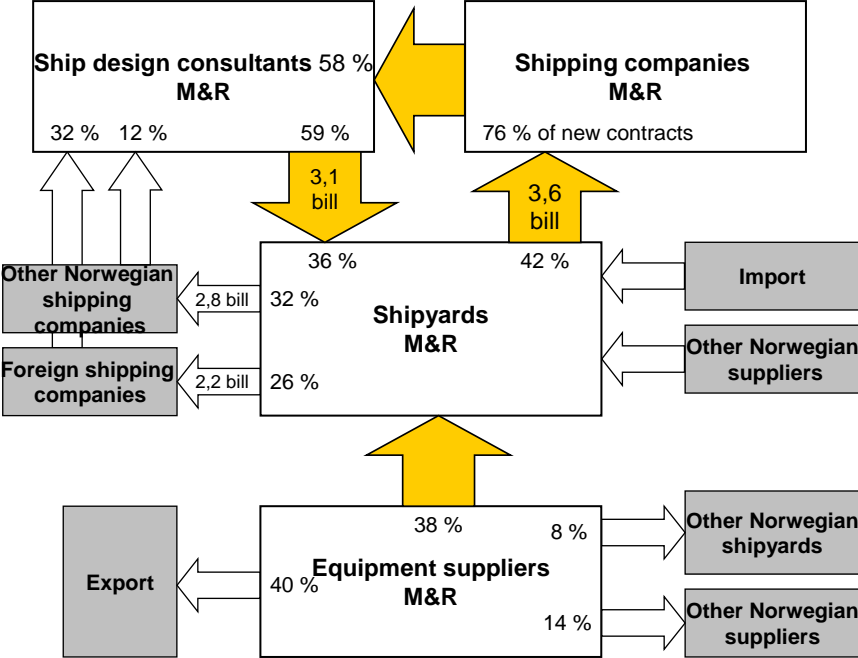 Ship design consultants 58 %
M&R
32 % 12 % 59 %
Shipping companies
M&R
76 % of new contracts
3,1
bill
3,6
bill
36 % 42 %
Other Norwegian
shipping
companies
2,8 bill
32 %
Shipyards
M&R
Import
Foreign shipping
companies
2,2 bill
26 %
Other Norwegian
suppliers
38 %
8 %
Other Norwegian
shipyards
Export
40 %
Equipment suppliers
M&R
14 %
Other Norwegian
suppliers